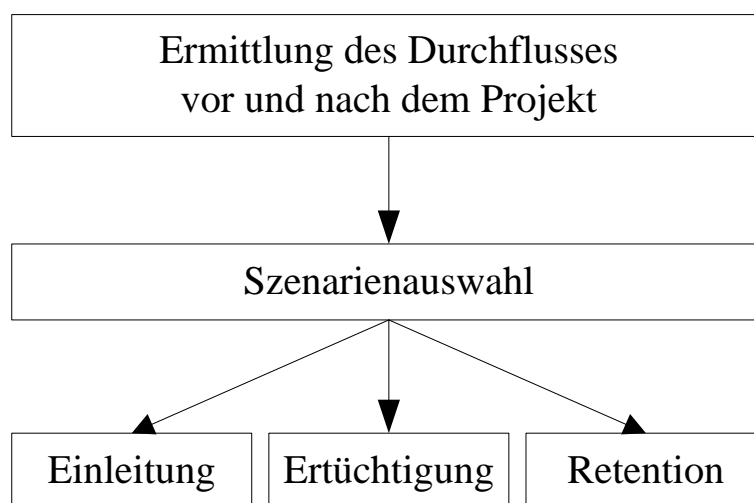 Ermittlung des Durchflusses
vor und nach dem Projekt
Szenarienauswahl
Einleitung
Ertüchtigung
Retention